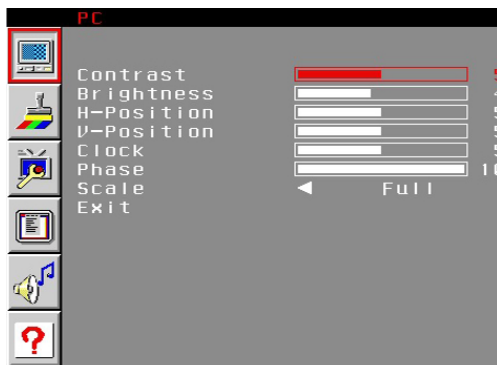 PC
Contrast
Brightness
H-Position
V-Position
Clock
Phase
Scale Full
Exit